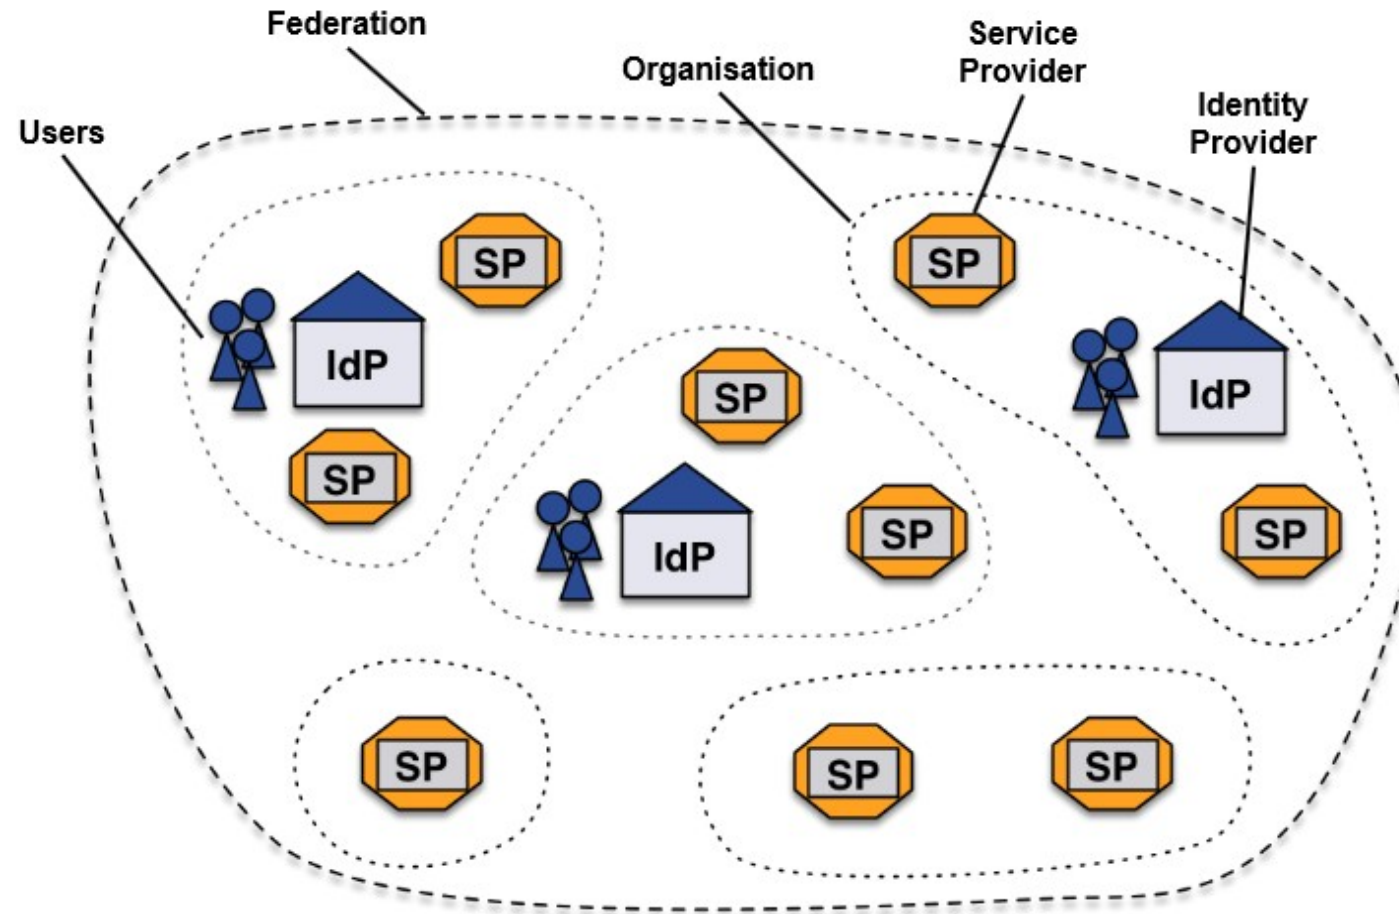 Federation
Service
Provider
Organisation
Identity
Provider
Users
SP
SP
IdP
SP
IdP
SP
SP
IdP
SP
SP
SP
SP
SP